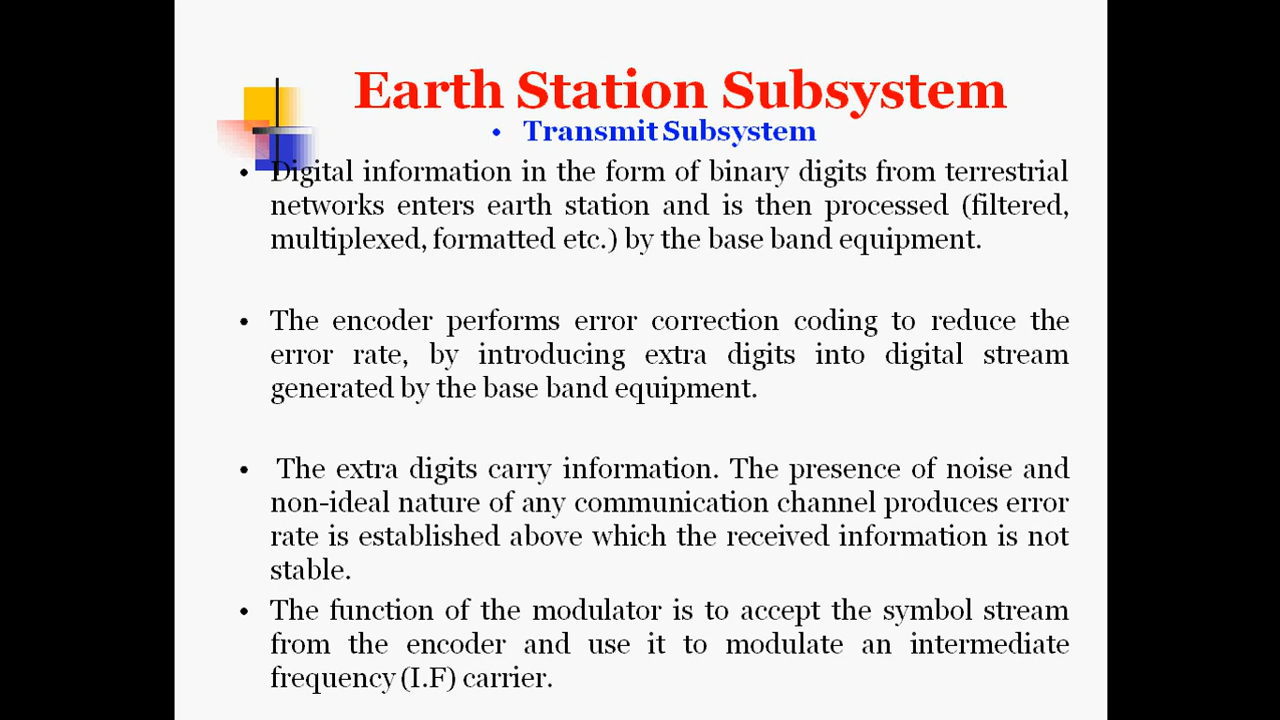 Earth Station Subsystem
• Transmit Subsystem
• Digital information in the form of binary digits from terrestrial
networks enters earth station and is then processed (filtered,
multiplexed, formatted etc.) by the base band equipment.
• The encoder performs error correction coding to reduce the
error rate, by introducing extra digits into digital stream
generated by the base band equipment.
• The extra digits carry information. The presence of noise and
non-ideal nature of any communication channel produces error
rate is established above which the received information is not
stable.
• The function of the modulator is to accept the symbol stream
from the encoder and use it to modulate an intermediate
frequency (I.F) carrier.